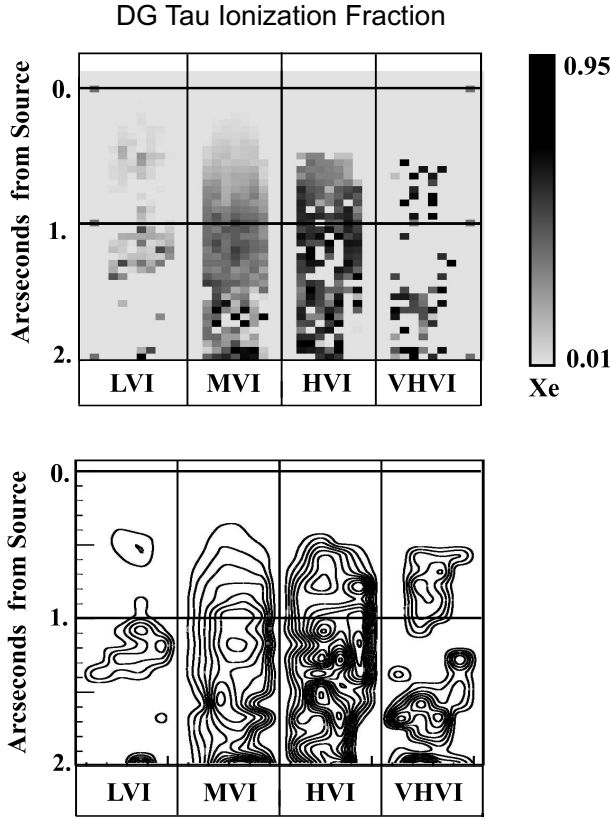 DG Tau Ionization Fraction
Arcseconds from Source
0.
1.
2.
LVI MVI HVI VHVI
0.95
0.01
Xe
Arcseconds from Source
0.
1.
2.
LVI MVI HVI VHVI